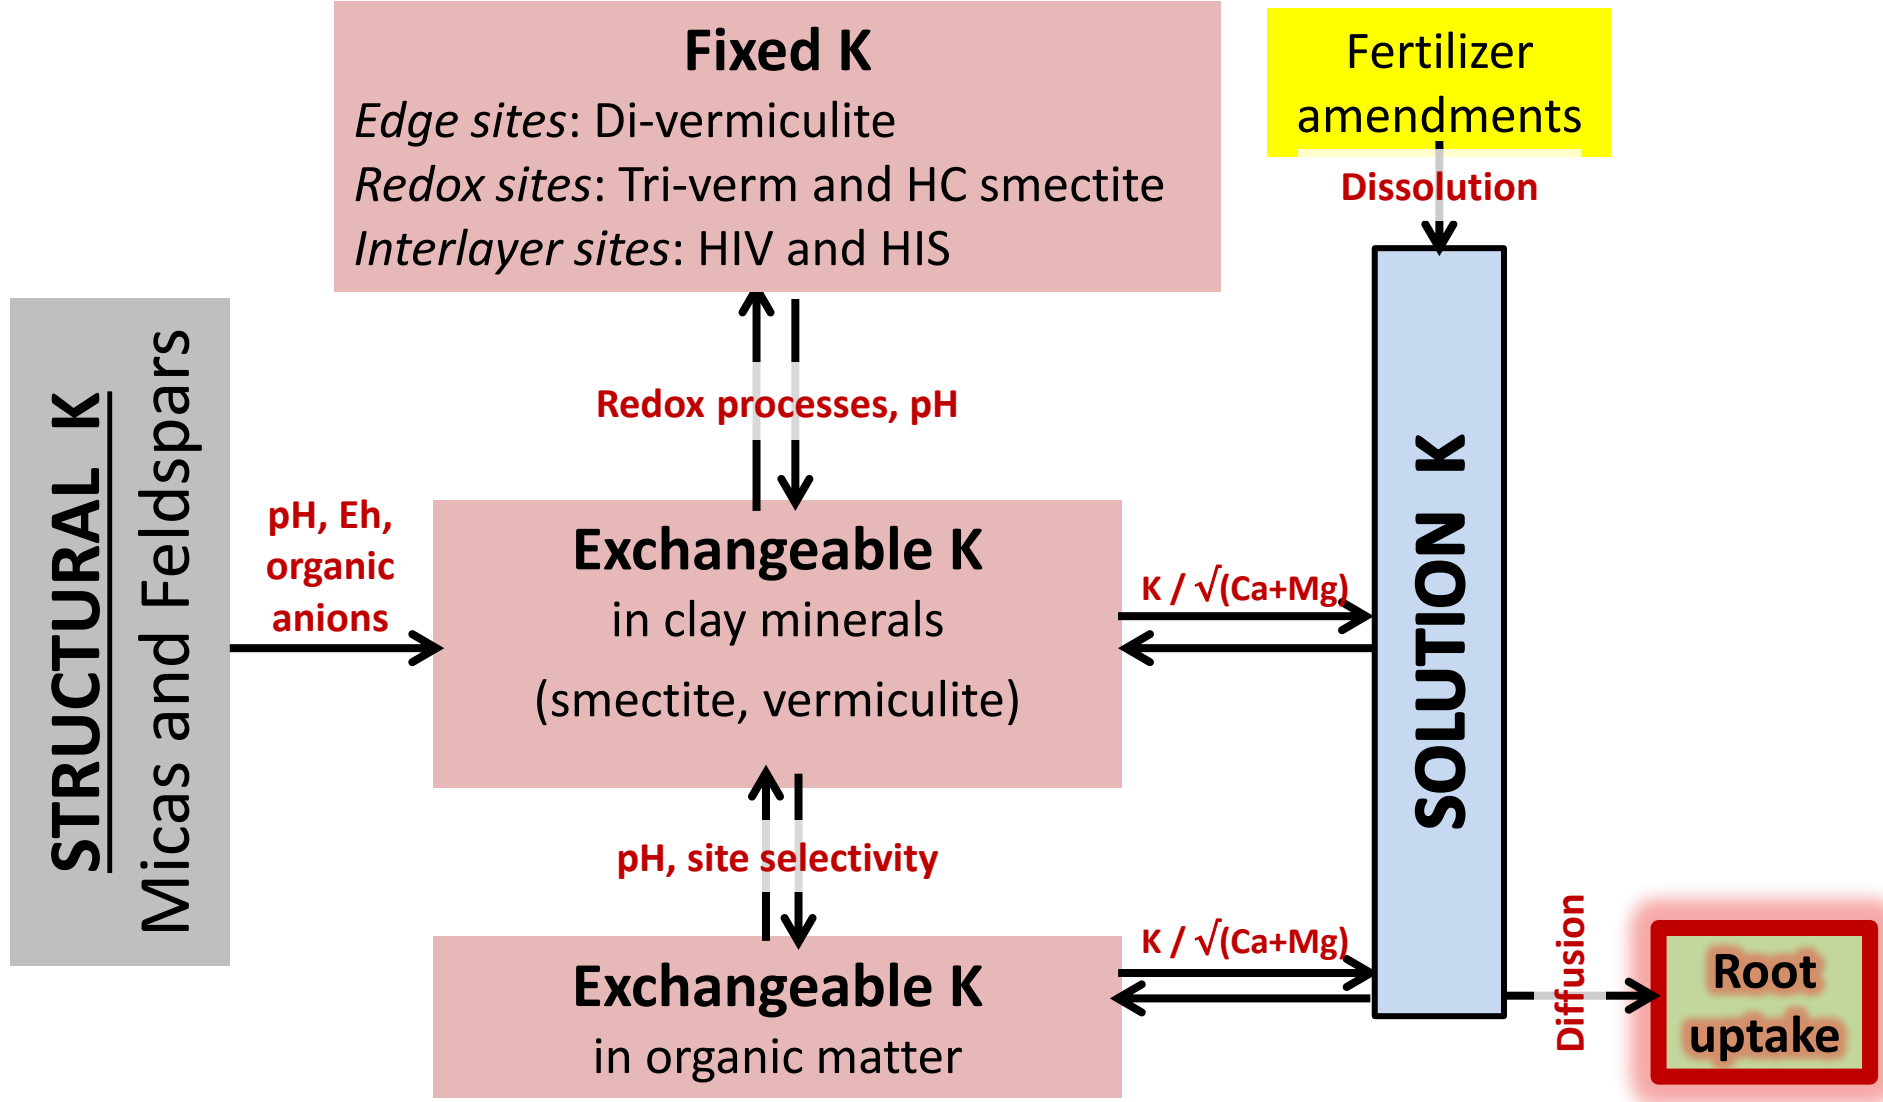 Fixed K
Edge sites: Di-vermiculite
Redox sites: Tri-verm and HC smectite
Interlayer sites: HIV and HIS
Fertilizer
amendments
Dissolution
STRUCTURAL K
Micas and Feldspars
Redox processes, pH
pH, Eh,
organic
anions
Exchangeable K
in clay minerals
(smectite, vermiculite)
K / √(Ca+Mg)
SOLUTION K
pH, site selectivity
Exchangeable K
in organic matter
K / √(Ca+Mg)
Diffusion
Root
uptake